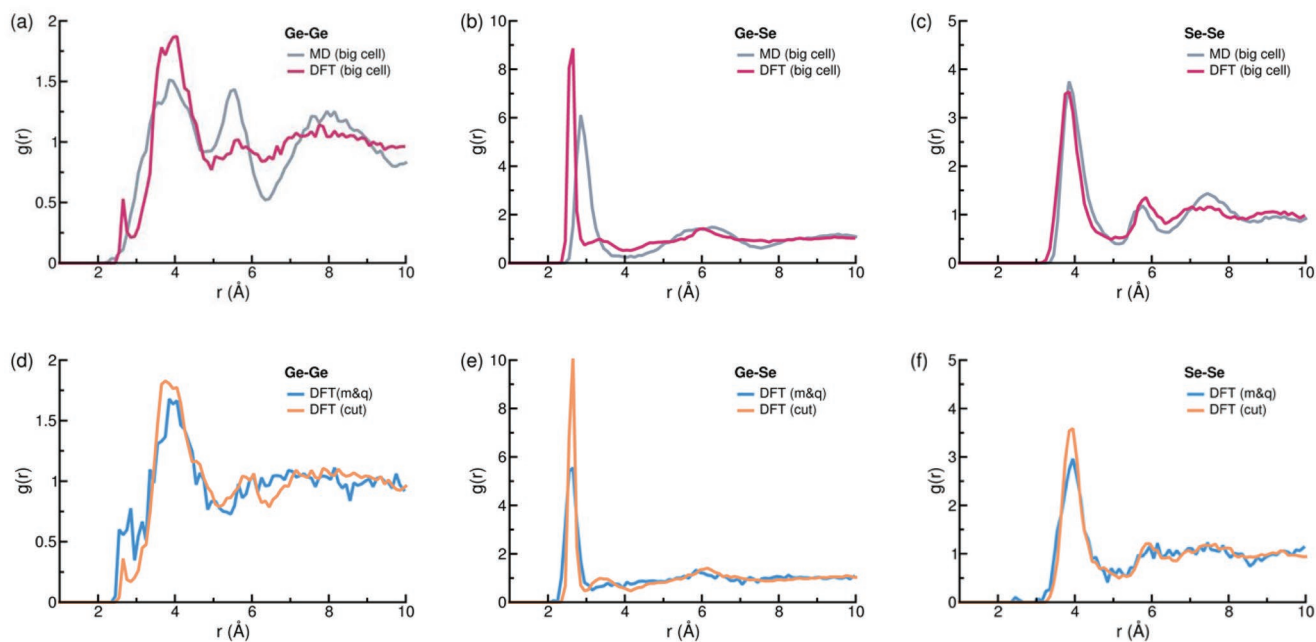 (a)
Ge-Ge
MD (big cell)
DFT (big cell)
g(r)
2
1.5
1
0.5
0
2 4 6 8 10
r (Å)
(b)
Ge-Se
MD (big cell)
DFT (big cell)
g(r)
10
8
6
4
2
0
2 4 6 8 10
r (Å)
(c)
Se-Se
MD (big cell)
DFT (big cell)
g(r)
5
4
3
2
1
0
2 4 6 8 10
r (Å)
(d)
Ge-Ge
DFT(m&q)
DFT (cut)
g(r)
2
1.5
1
0.5
0
2 4 6 8 10
r (Å)
(e)
Ge-Se
DFT (m&q)
DFT (cut)
g(r)
10
8
6
4
2
0
2 4 6 8 10
r (Å)
(f)
Se-Se
DFT (m&q)
DFT (cut)
g(r)
5
4
3
2
1
0
2 4 6 8 10
r (Å)